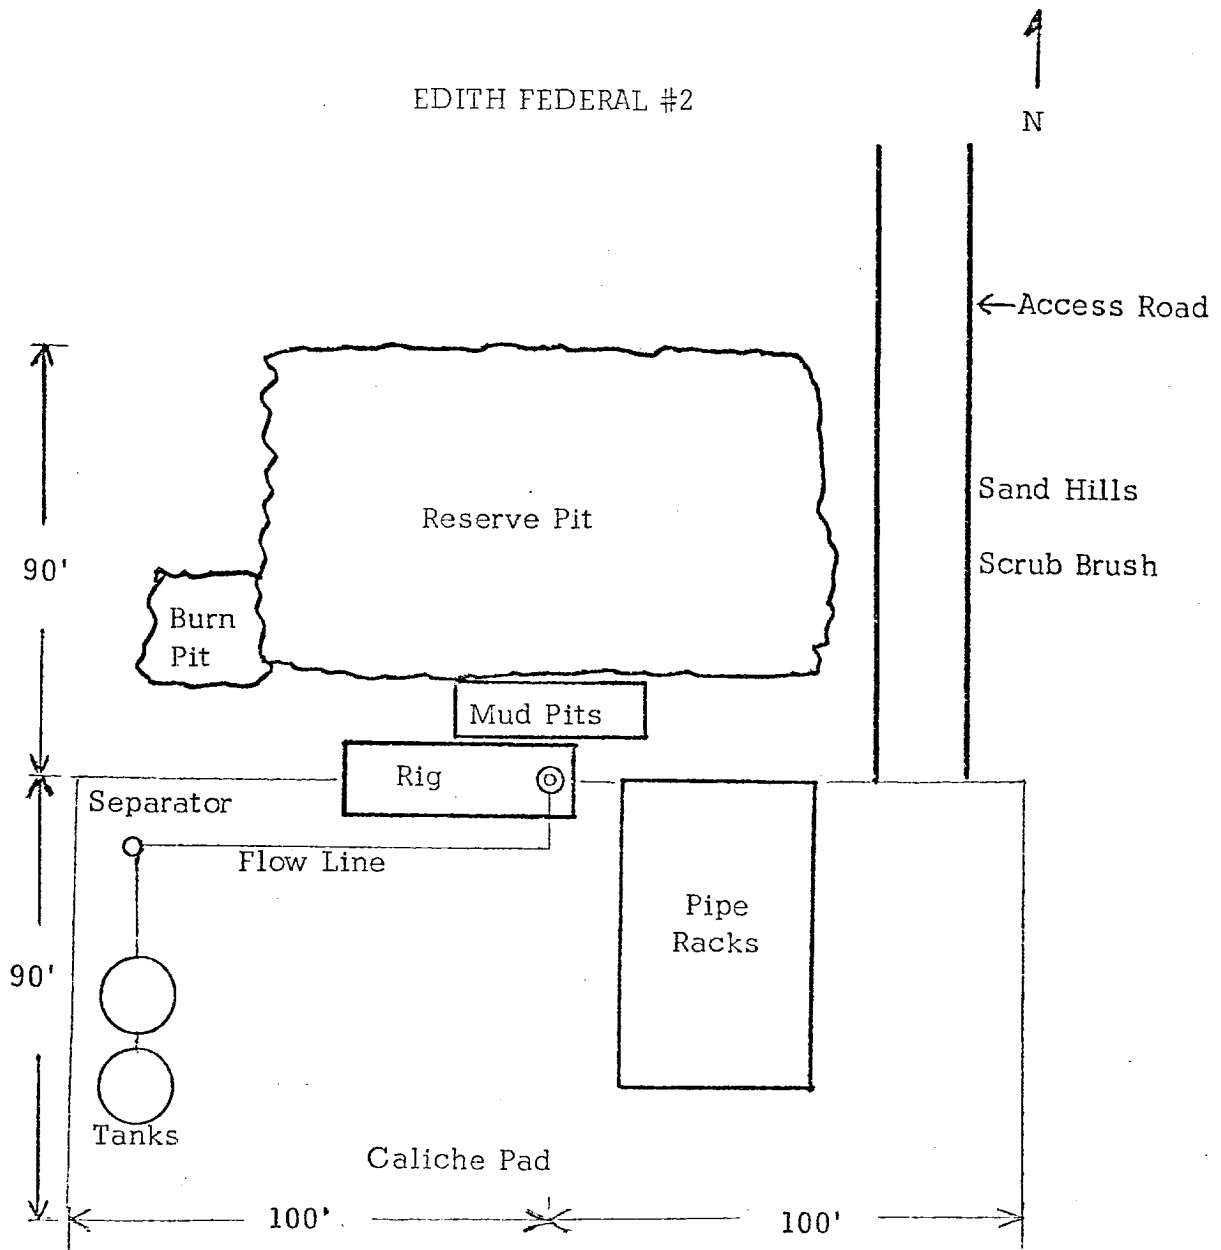 EDITH FEDERAL #2
N
Access Road
Sand Hills
Scrub Brush
Reserve Pit
90'
Burn
Pit
Mud Pits
Rig
Separator
Flow Line
Pipe
Racks
90'
Tanks
Caliche Pad
100'
100'